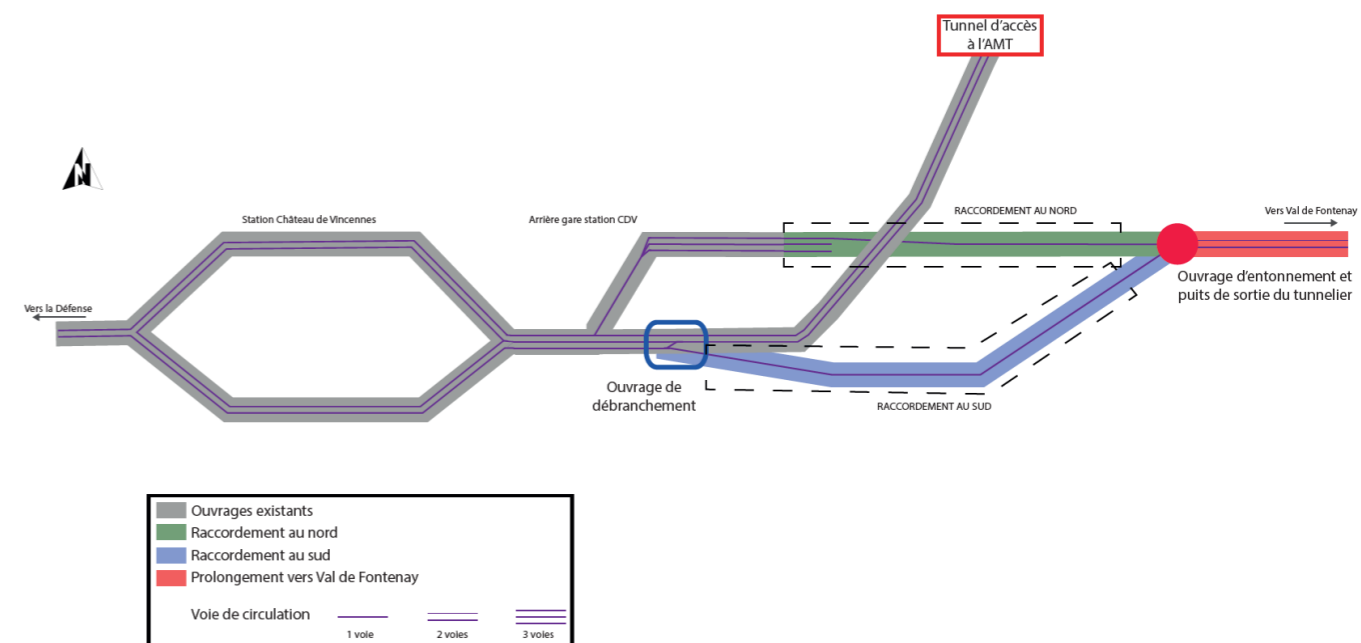 Tunnel d'accès
à l'AMT
N
Station Château de Vincennes
Arrière gare station CDV
RACCORDEMENT AU NORD
Vers Val de Fontenay
Ouvrage d'entonnement et
puits de sortie du tunnelier
Vers la Défense
Ouvrage de
débranchement
RACCORDEMENT AU SUD
Ouvrages existants
Raccordement au nord
Raccordement au sud
Prolongement vers Val de Fontenay
Voie de circulation
1 voie
2 voies
3 voies